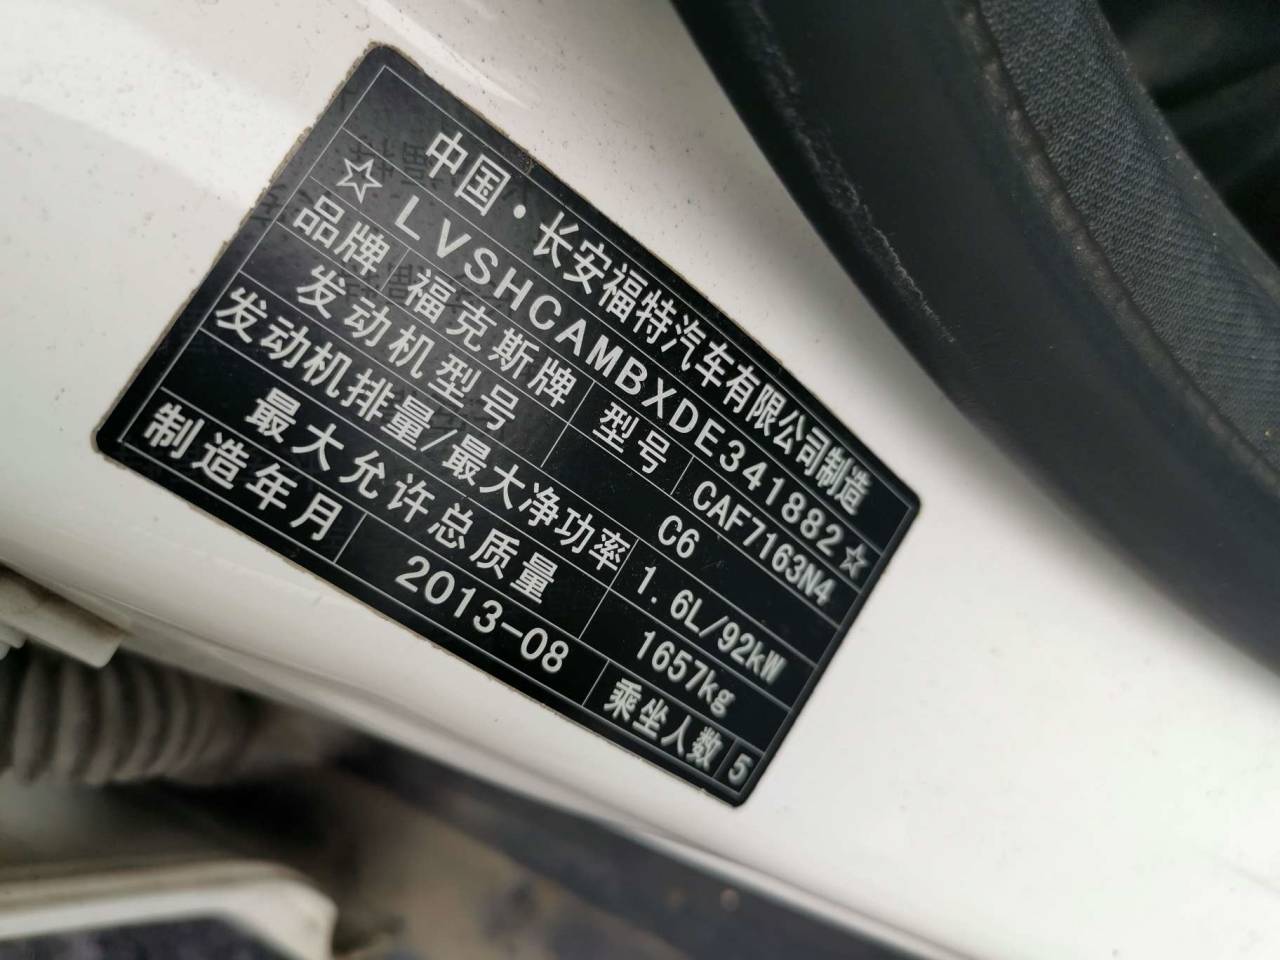 中国·长安福特汽车有限公司制造
☆LVSHCAMBXDE341882☆
品牌 福克斯牌 型号 CAF7163N4
发动机型号 C6
发动机排量/最大净功率 1.6L/92kW
最大允许总质量 1657kg
制造年月 2013-08 乘坐人数 5